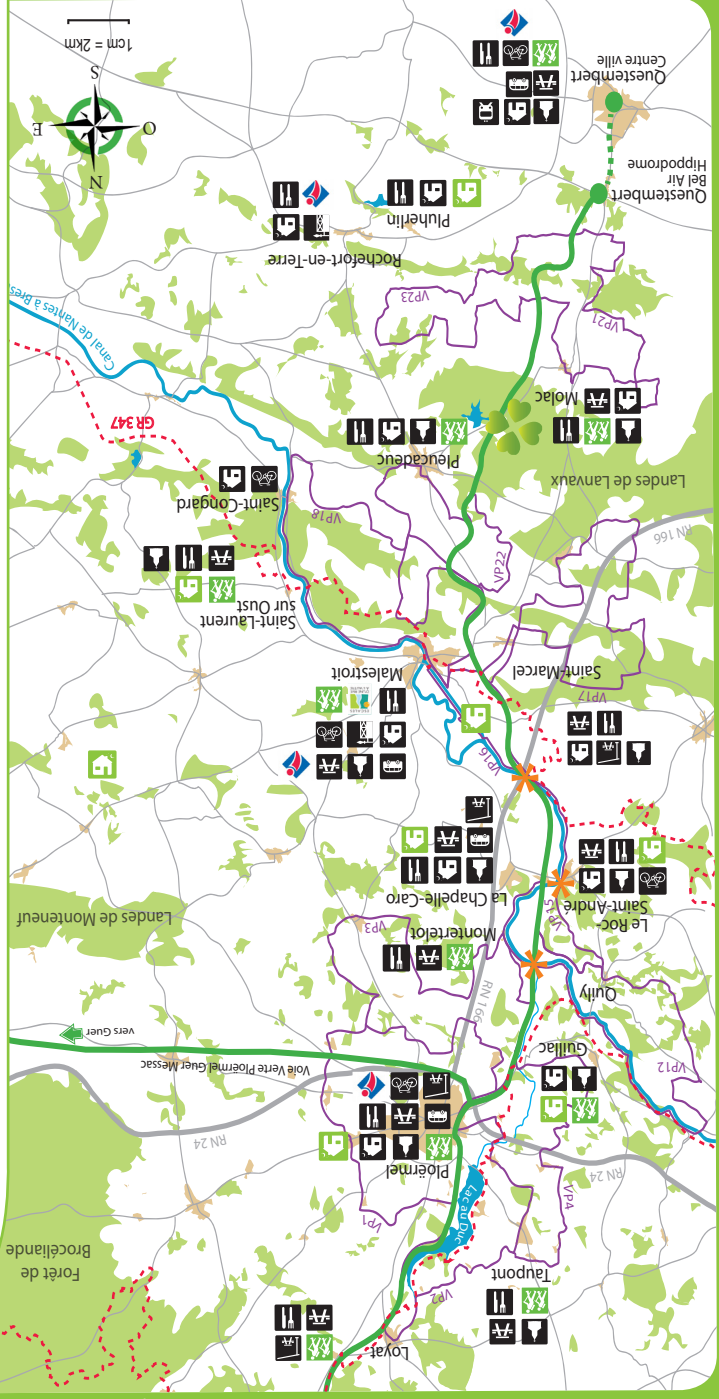 Loyat
VP2
Taupont
Forêt de
Brocéliande
VP1
Lac au Duc
VP4
Ploërmel
RN 24
RN 24
Voie Verte Ploërmel Guer Messac
VP12
Guillac
vers Guer
RN 166
Quily
Montertelot
VP3
Landes de Monteneuf
VP15
Le Roc-
Saint-André
La Chapelle-Caro
VP16
VP17
Saint-Marcel
Malestroit
Saint-Laurent
sur Oust
VP22
RN 166
VP18
Saint-Congard
Landes de Lanvaux
Pleucadeuc
GR 347
Molac
VP21
VP23
Canal de Nantes à Bres
Rochefort-en-Terre
Pluherlin
Questembert
Bel Air
Hippodrome
N
O
E
S
Questembert
Centre ville
1cm = 2km